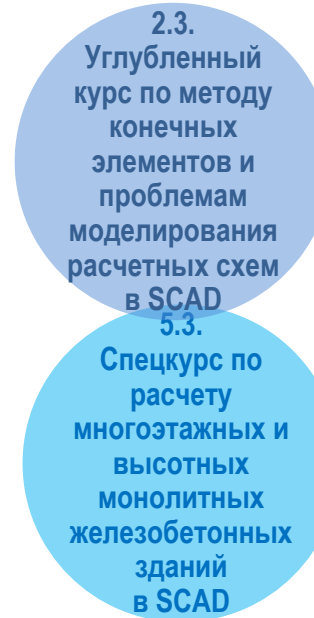 2.3.
Углубленный
курс по методу
конечных
элементов и
проблемам
моделирования
расчетных схем
в SCAD
5.3.
Спецкурс по
расчету
многоэтажных и
высотных
монолитных
железобетонных
зданий
в SCAD